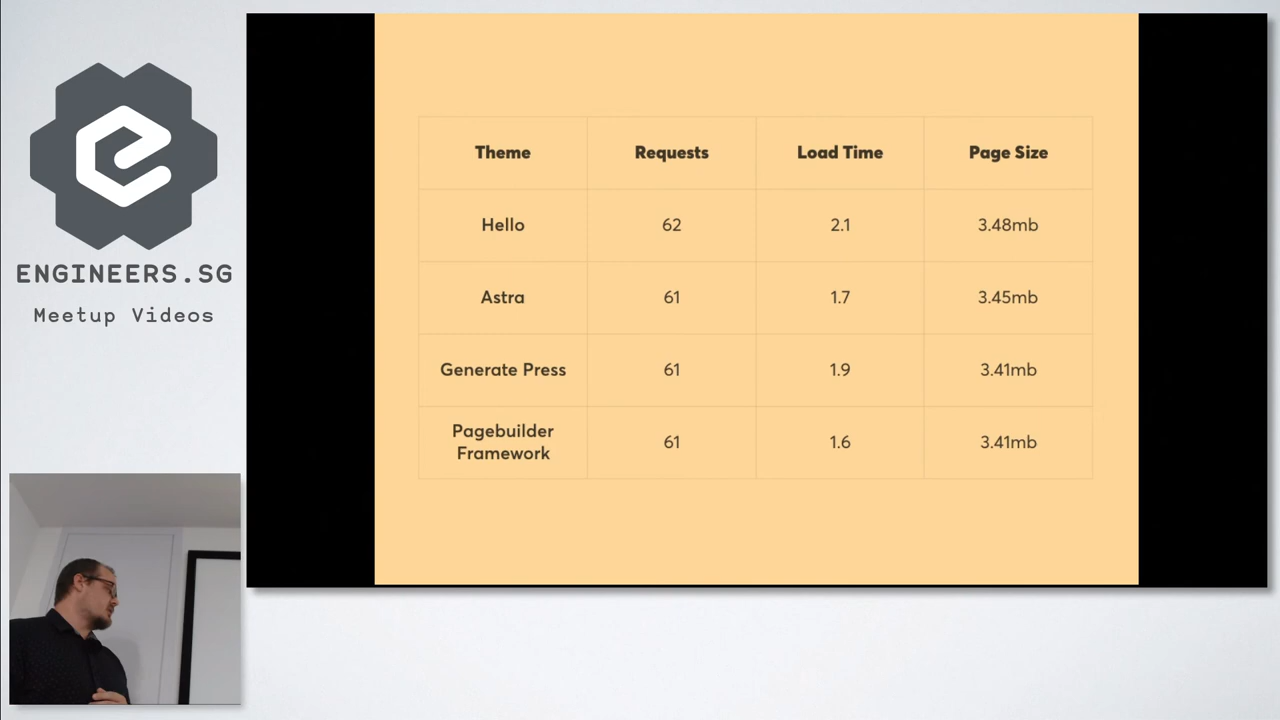 ENGINEERS.SG
Meetup Videos
Theme Requests Load Time Page Size
Hello 62 2.1 3.48mb
Astra 61 1.7 3.45mb
Generate Press 61 1.9 3.41mb
Pagebuilder
Framework 61 1.6 3.41mb